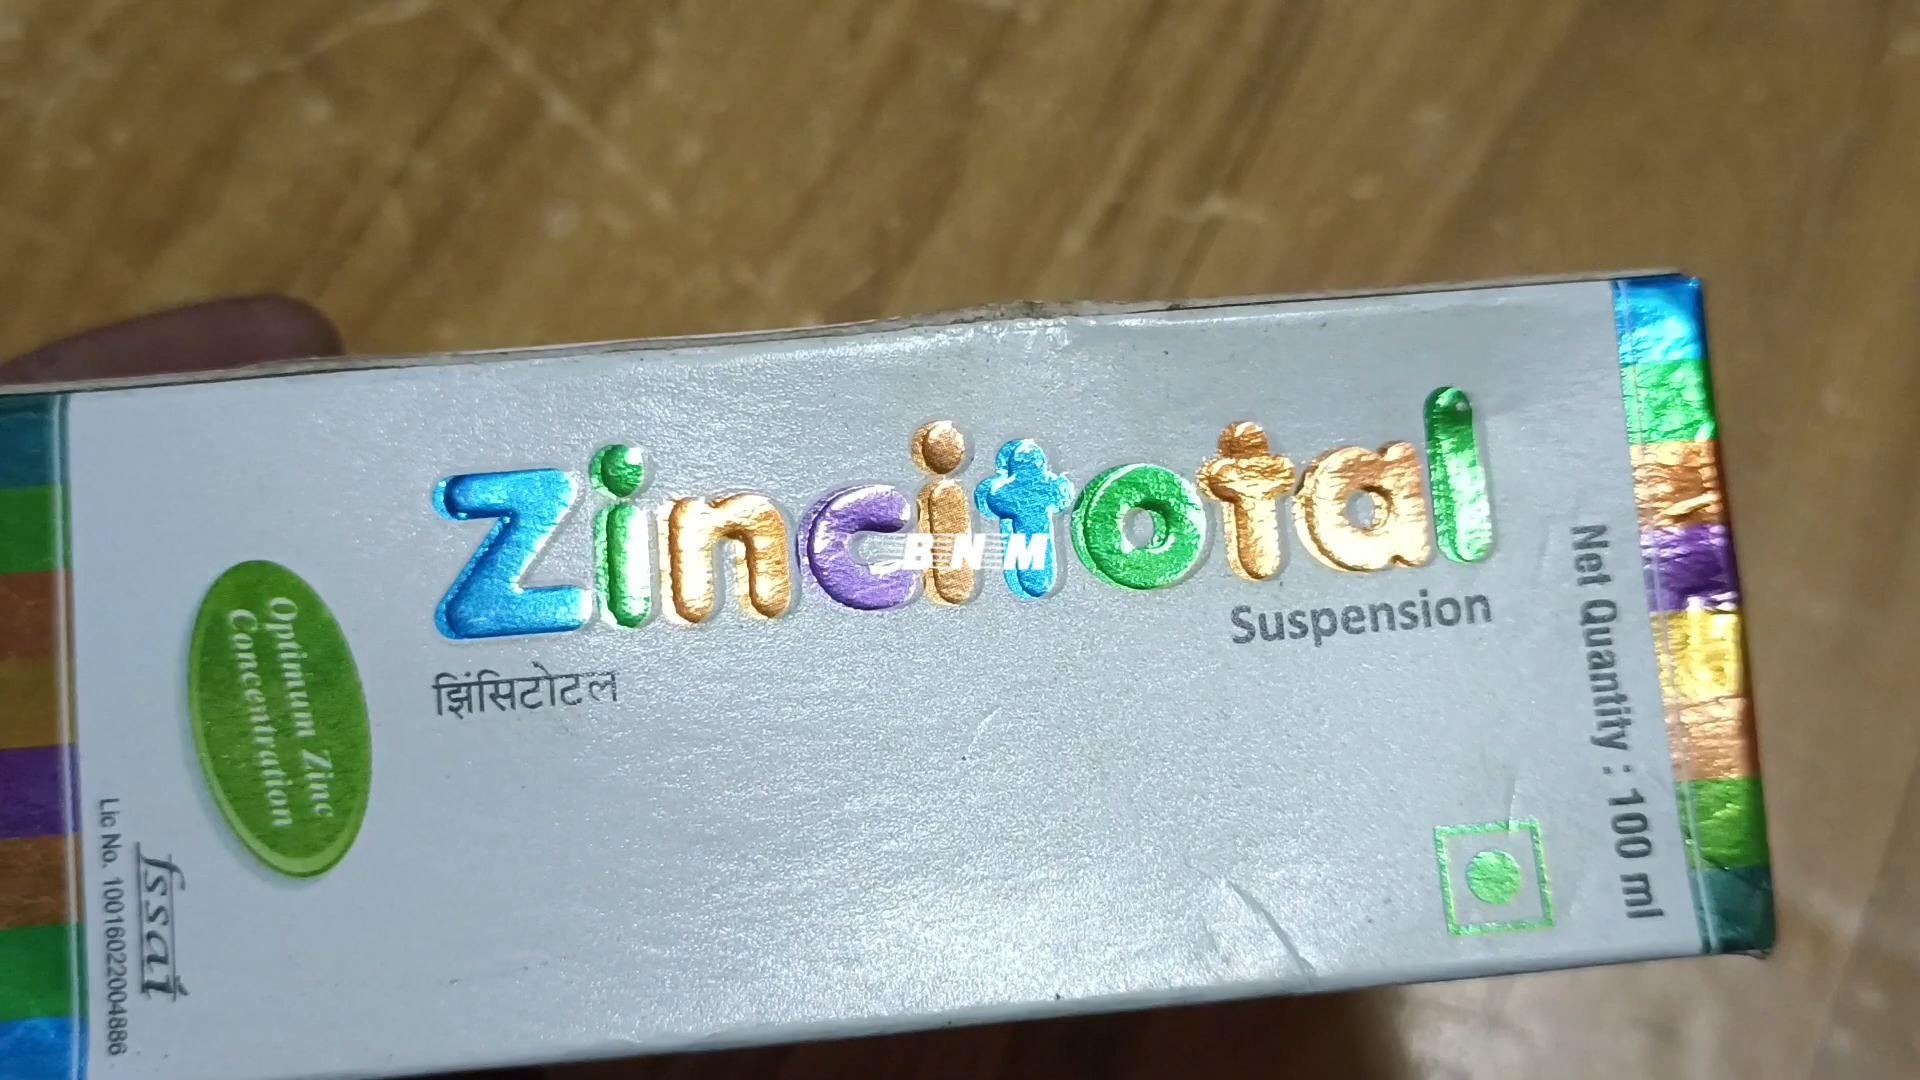 Zincitotal
Suspension
झिंसिटोटल
Optimum Zinc
Concentration
fssai
Lic No. 10016022004886
Net Quantity : 100 ml
BNM